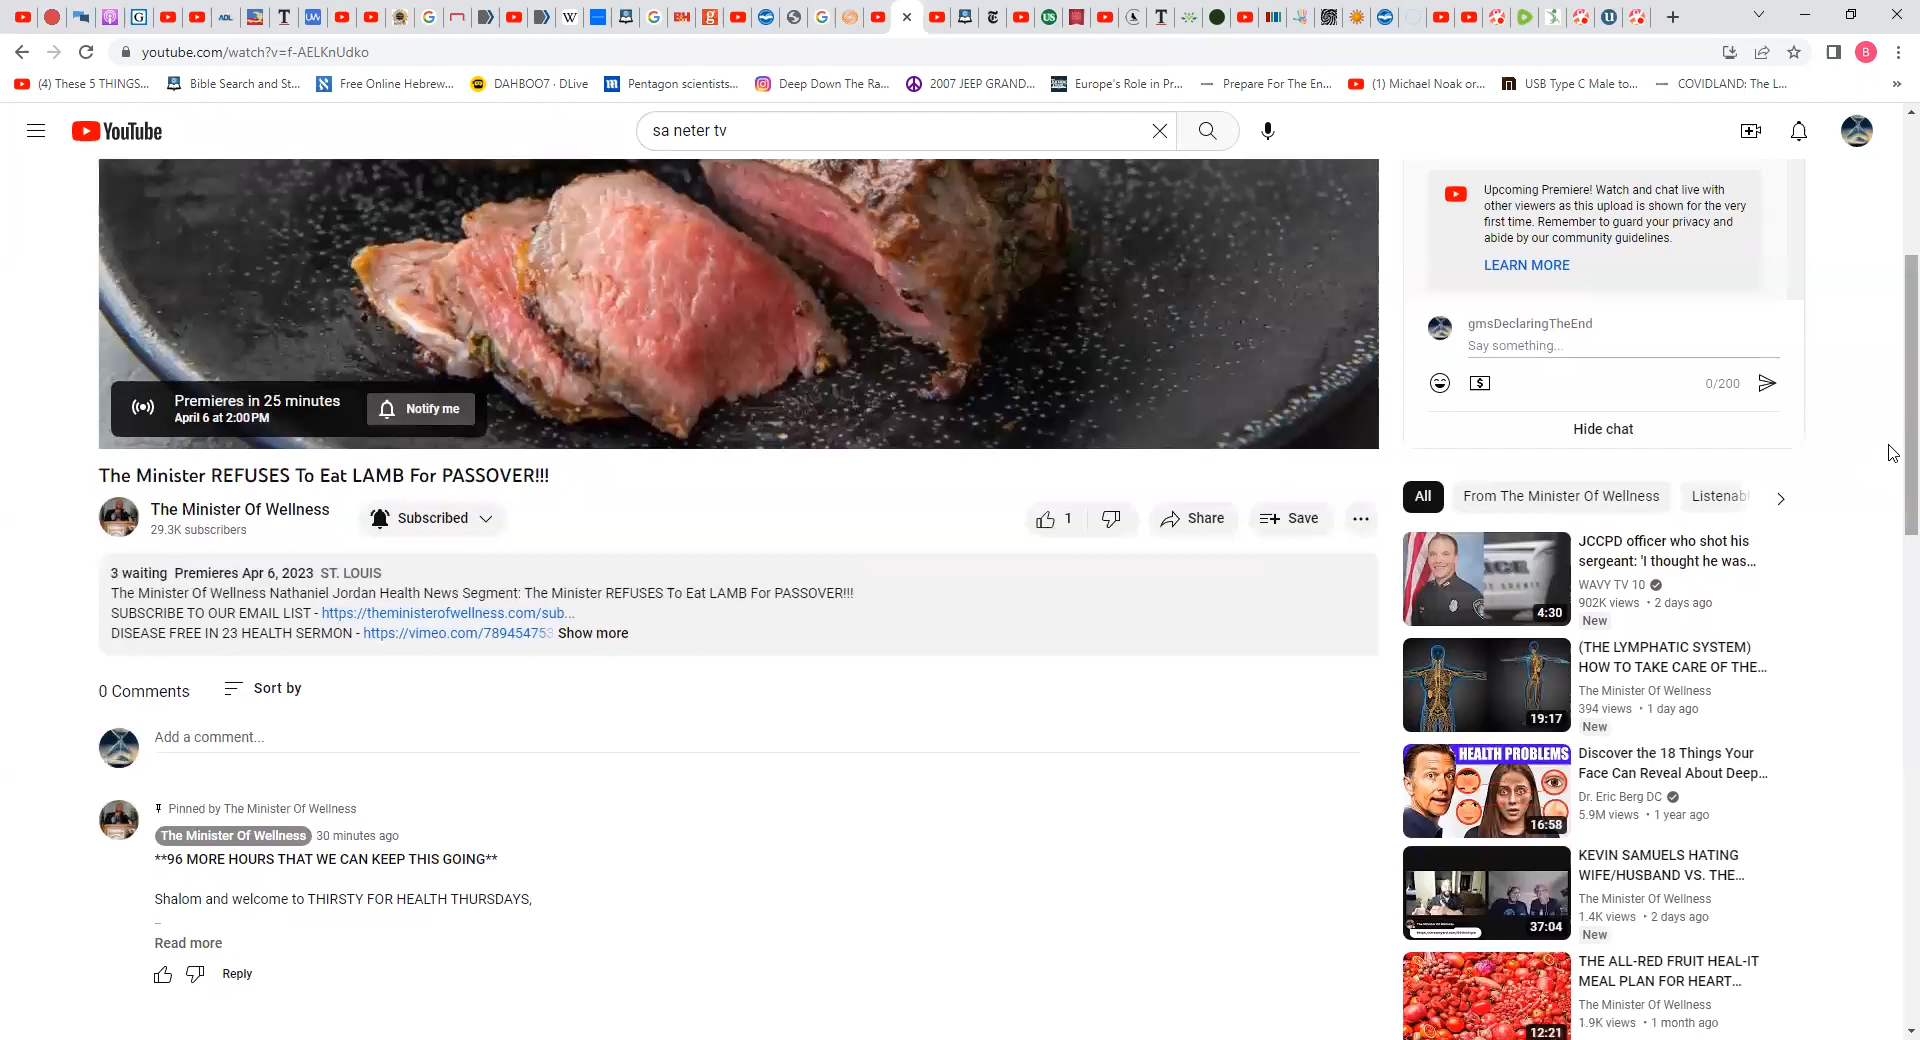 youtube.com/watch?v=f-AELKnUdko
B
(4) These 5 THINGS...
Bible Search and St...
Free Online Hebrew...
DAHBOO7 · DLive
Pentagon scientists...
Deep Down The Ra...
2007 JEEP GRAND...
Europe's Role in Pr...
Prepare For The En...
(1) Michael Noak or...
USB Type C Male to...
COVIDLAND: The L...
YouTube
sa neter tv
Upcoming Premiere! Watch and chat live with
other viewers as this upload is shown for the very
first time. Remember to guard your privacy and
abide by our community guidelines.
LEARN MORE
gmsDeclaringTheEnd
Say something...
0/200
Hide chat
Premieres in 25 minutes
April 6 at 2:00 PM
Notify me
The Minister REFUSES To Eat LAMB For PASSOVER!!!
The Minister Of Wellness
29.3K subscribers
Subscribed
1
Share
Save
3 waiting Premieres Apr 6, 2023 ST. LOUIS
The Minister Of Wellness Nathaniel Jordan Health News Segment: The Minister REFUSES To Eat LAMB For PASSOVER!!!
SUBSCRIBE TO OUR EMAIL LIST - https://theministerofwellness.com/sub...
DISEASE FREE IN 23 HEALTH SERMON - https://vimeo.com/789454753 Show more
0 Comments
Sort by
Add a comment...
Pinned by The Minister Of Wellness
The Minister Of Wellness 30 minutes ago
**96 MORE HOURS THAT WE CAN KEEP THIS GOING**
Shalom and welcome to THIRSTY FOR HEALTH THURSDAYS,
Read more
Reply
All
From The Minister Of Wellness
Listenabl
JCCPD officer who shot his
sergeant: 'I thought he was...
WAVY TV 10
902K views • 2 days ago
New
4:30
(THE LYMPHATIC SYSTEM)
HOW TO TAKE CARE OF THE...
The Minister Of Wellness
394 views • 1 day ago
New
19:17
HEALTH PROBLEMS
Discover the 18 Things Your
Face Can Reveal About Deep...
Dr. Eric Berg DC
5.9M views • 1 year ago
16:58
KEVIN SAMUELS HATING
WIFE/HUSBAND VS. THE...
The Minister Of Wellness
1.4K views • 2 days ago
New
37:04
THE ALL-RED FRUIT HEAL-IT
MEAL PLAN FOR HEART...
The Minister Of Wellness
1.9K views • 1 month ago
12:21